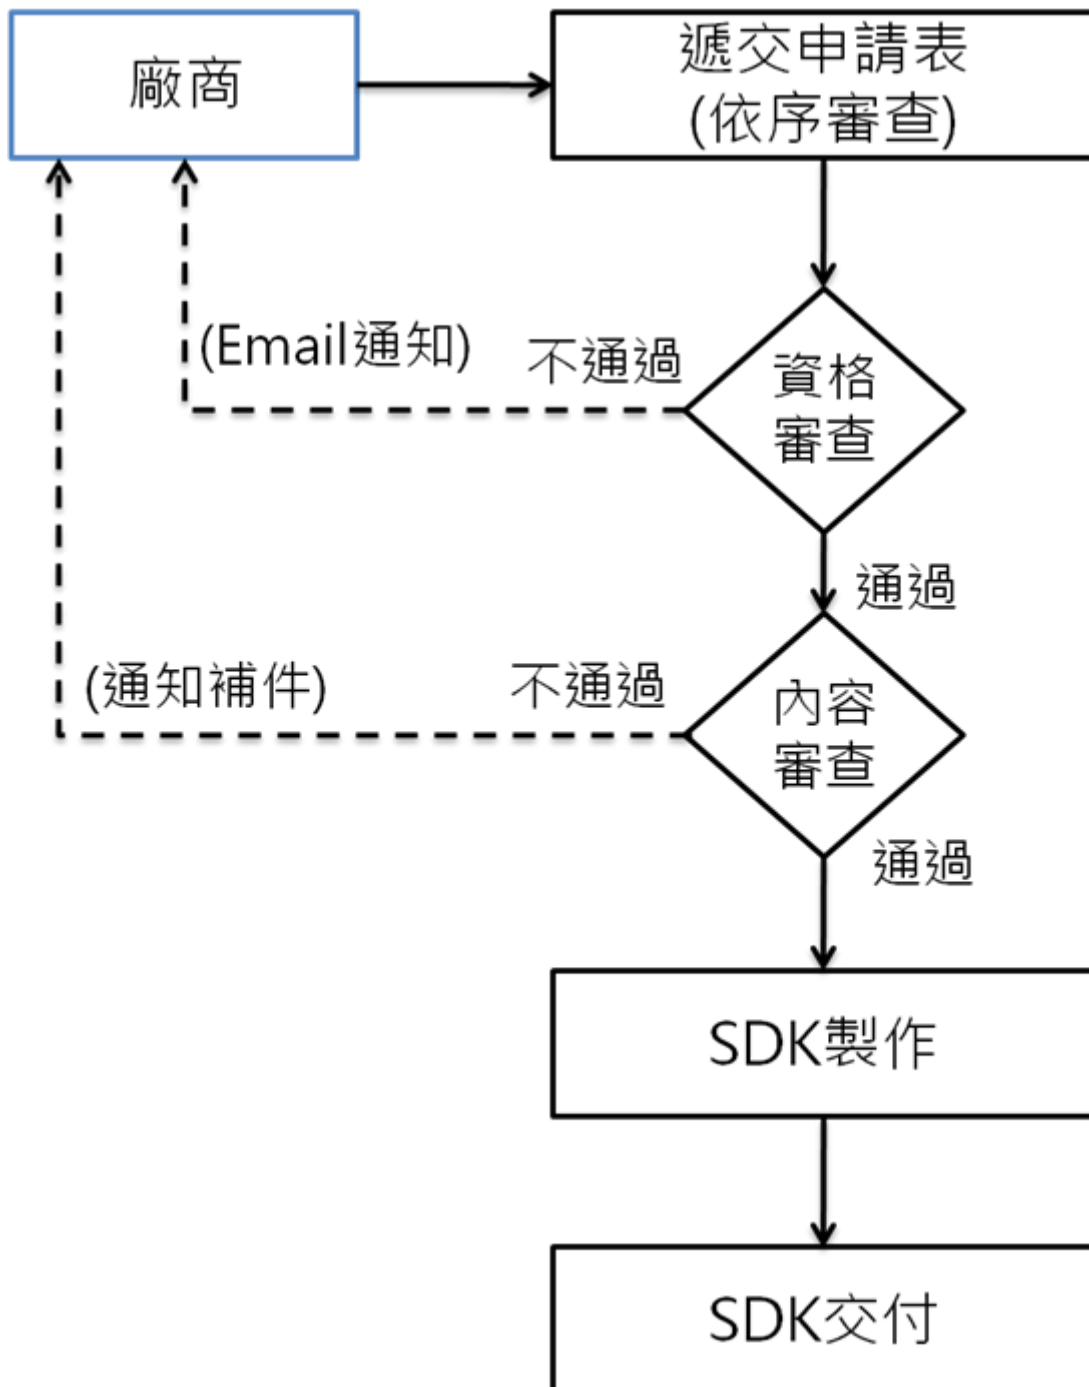 廠商
遞交申請表
(依序審查)
(Email通知)
不通過
資格
審查
通過
(通知補件)
不通過
內容
審查
通過
SDK製作
SDK交付